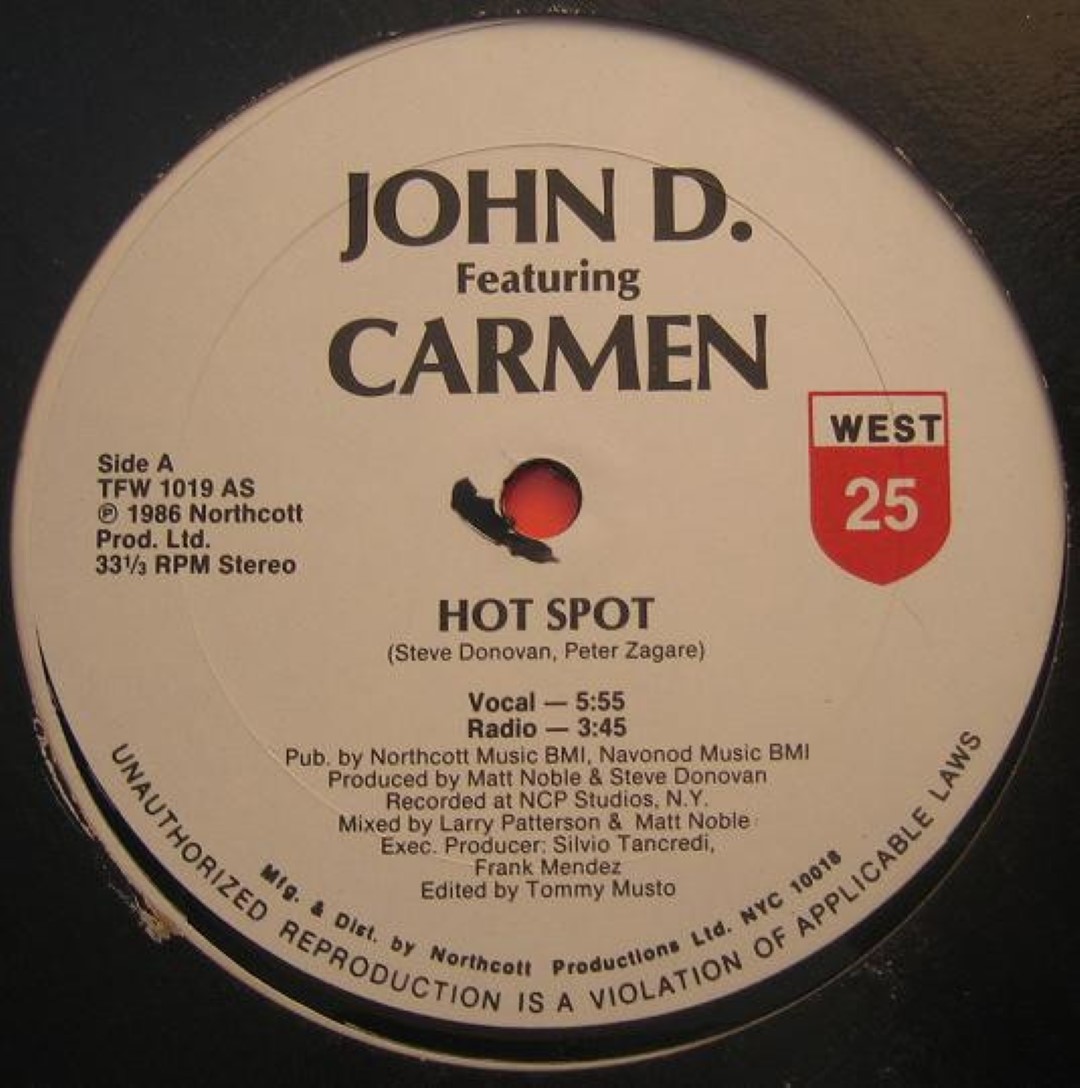 JOHN D.
Featuring
CARMEN
WEST
25
Side A
TFW 1019 AS
℗ 1986 Northcott
Prod. Ltd.
33⅓ RPM Stereo
HOT SPOT
(Steve Donovan, Peter Zagare)
Vocal — 5:55
Radio — 3:45
Pub. by Northcott Music BMI, Navonod Music BMI
Produced by Matt Noble & Steve Donovan
Recorded at NCP Studios, N.Y.
Mixed by Larry Patterson & Matt Noble
Exec. Producer: Silvio Tancredi,
Frank Mendez
Edited by Tommy Musto
Mfg. & Dist. by Northcott Productions Ltd. NYC 10018
UNAUTHORIZED REPRODUCTION IS A VIOLATION OF APPLICABLE LAWS